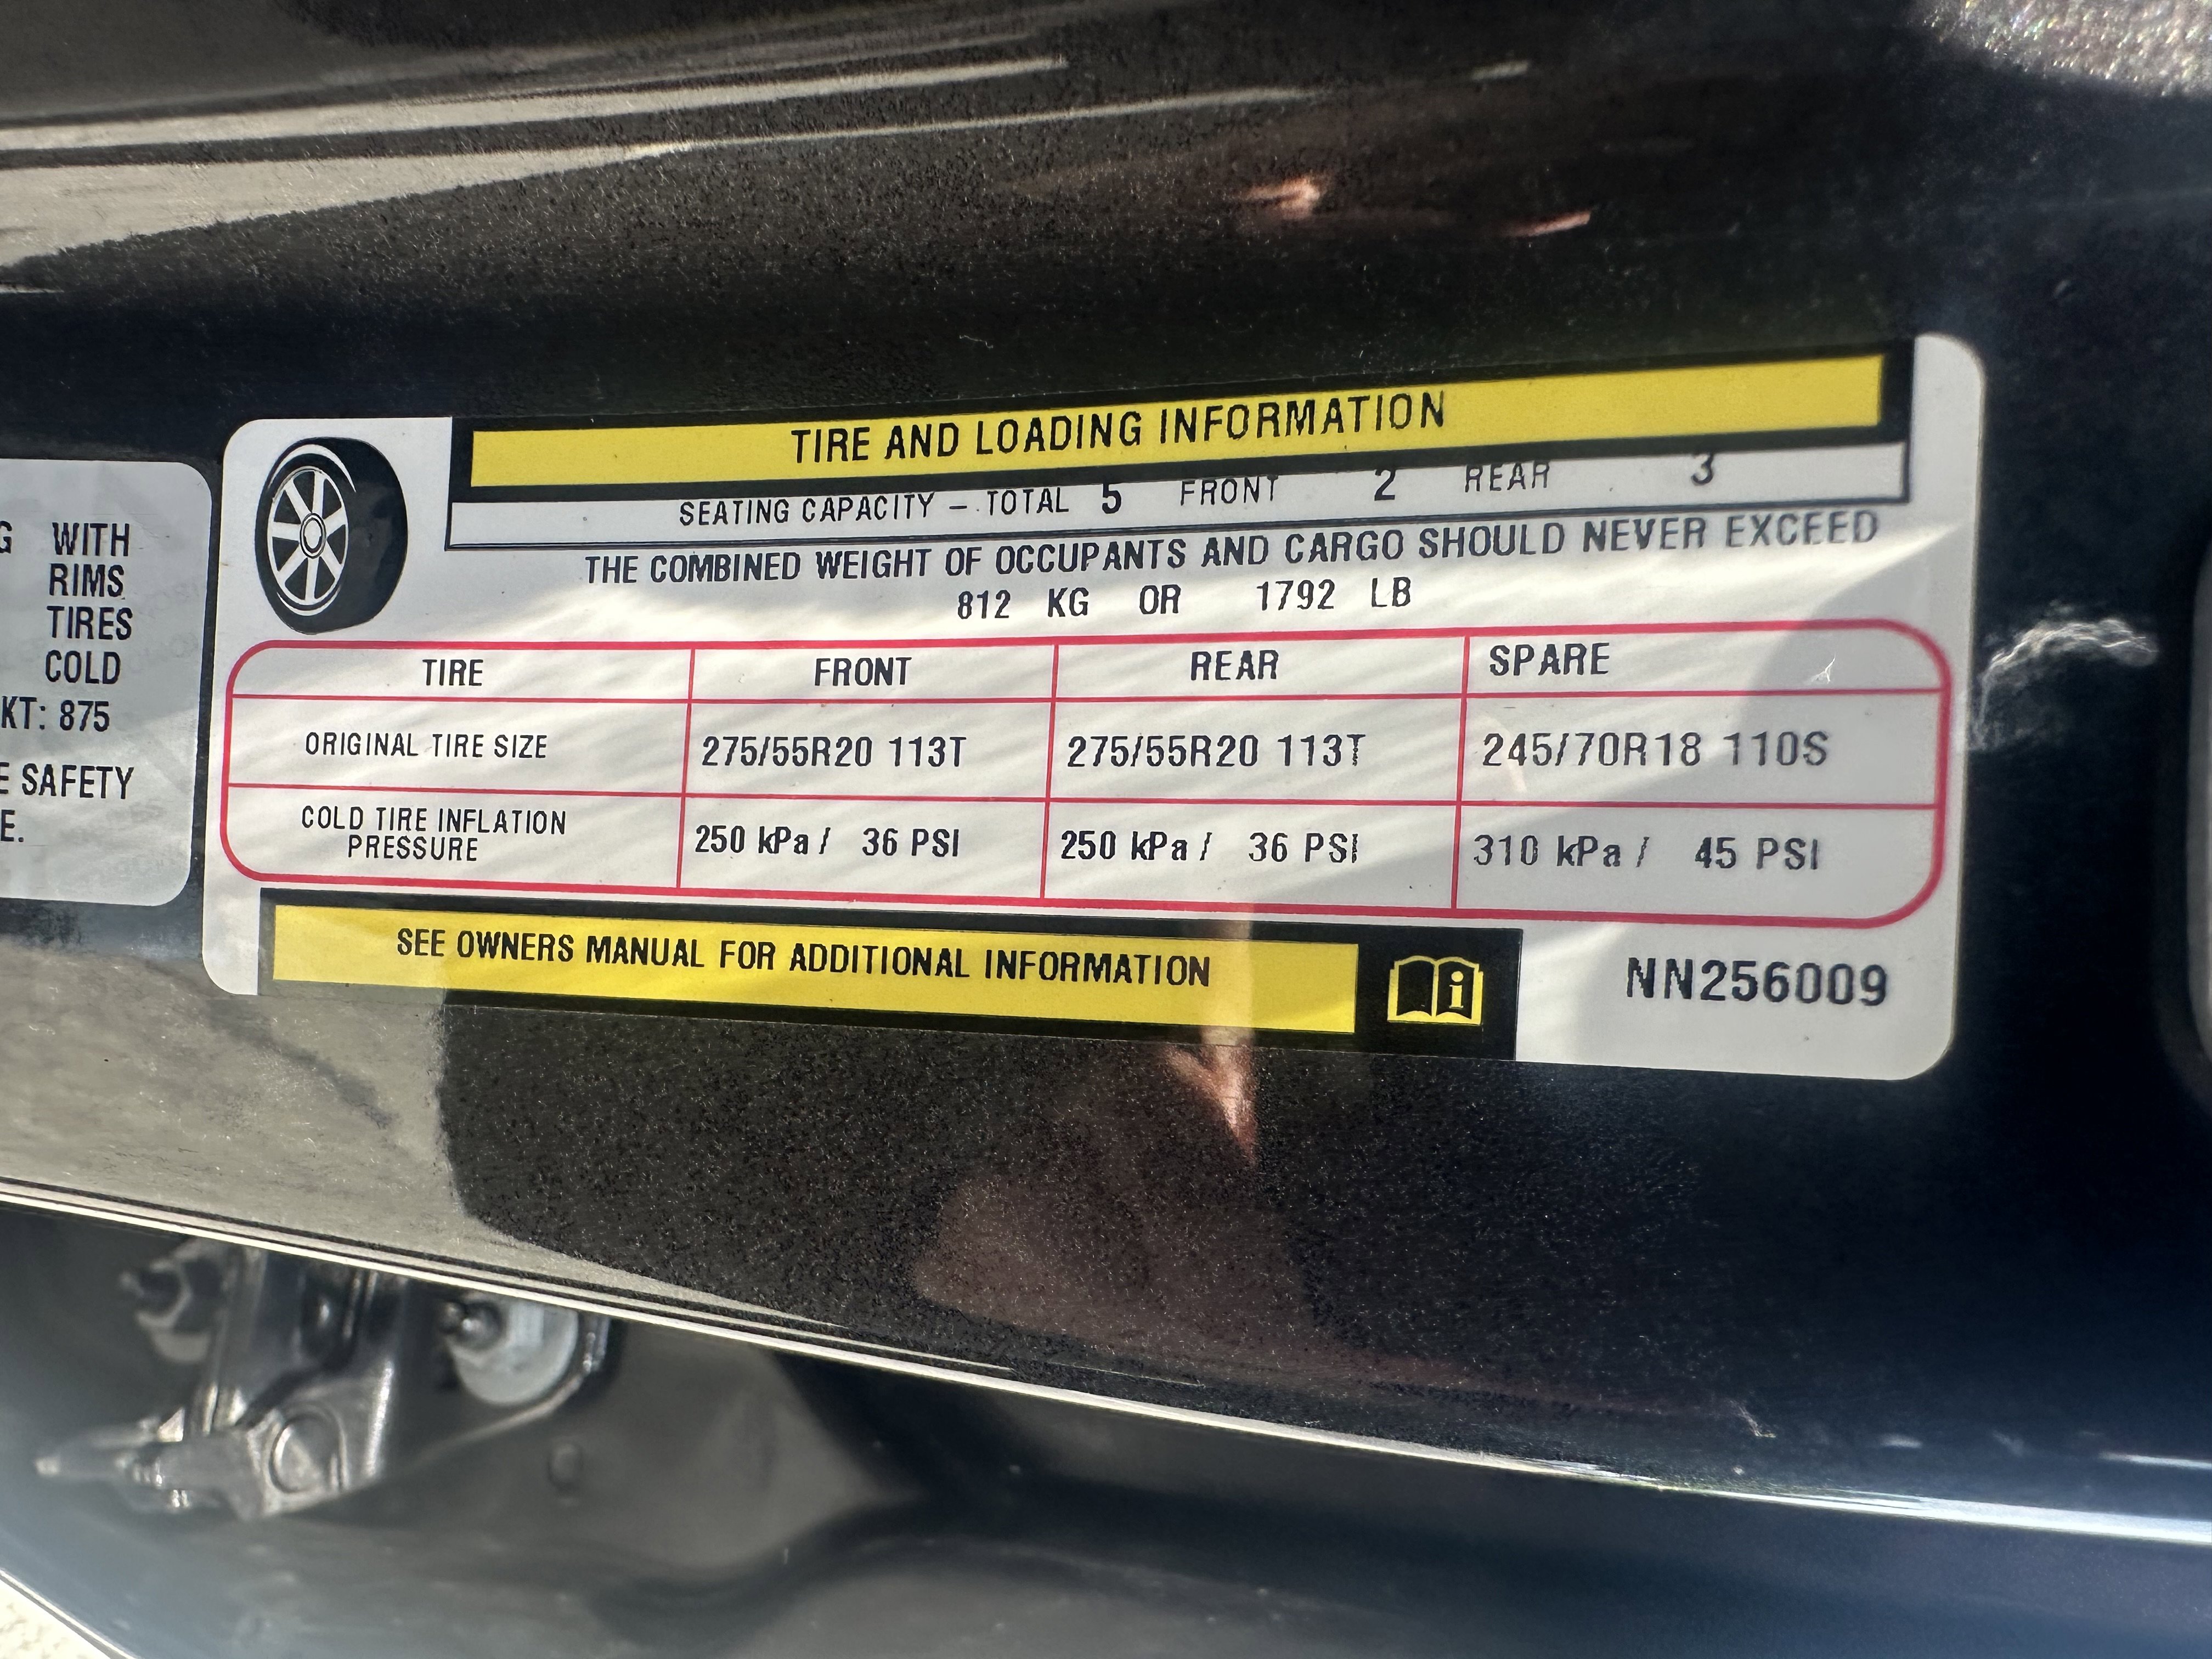 G WITH
RIMS
TIRES
COLD
KT: 875
E SAFETY
E.
TIRE AND LOADING INFORMATION
SEATING CAPACITY – TOTAL 5 FRONT 2 REAR 3
THE COMBINED WEIGHT OF OCCUPANTS AND CARGO SHOULD NEVER EXCEED
812 KG OR 1792 LB
TIRE FRONT REAR SPARE
ORIGINAL TIRE SIZE 275/55R20 113T 275/55R20 113T 245/70R18 110S
COLD TIRE INFLATION
PRESSURE 250 kPa / 36 PSI 250 kPa / 36 PSI 310 kPa / 45 PSI
SEE OWNERS MANUAL FOR ADDITIONAL INFORMATION i
NN256009